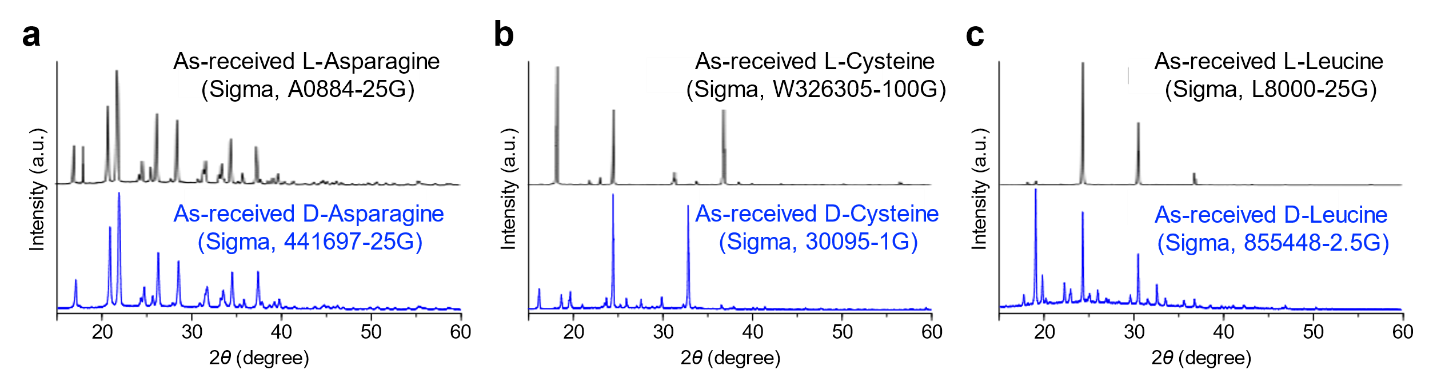 a
As-received L-Asparagine
(Sigma, A0884-25G)
As-received D-Asparagine
(Sigma, 441697-25G)
Intensity (a.u.)
20 30 40 50 60
2θ (degree)
b
As-received L-Cysteine
(Sigma, W326305-100G)
As-received D-Cysteine
(Sigma, 30095-1G)
Intensity (a.u.)
20 30 40 50 60
2θ (degree)
c
As-received L-Leucine
(Sigma, L8000-25G)
As-received D-Leucine
(Sigma, 855448-2.5G)
Intensity (a.u.)
20 30 40 50 60
2θ (degree)